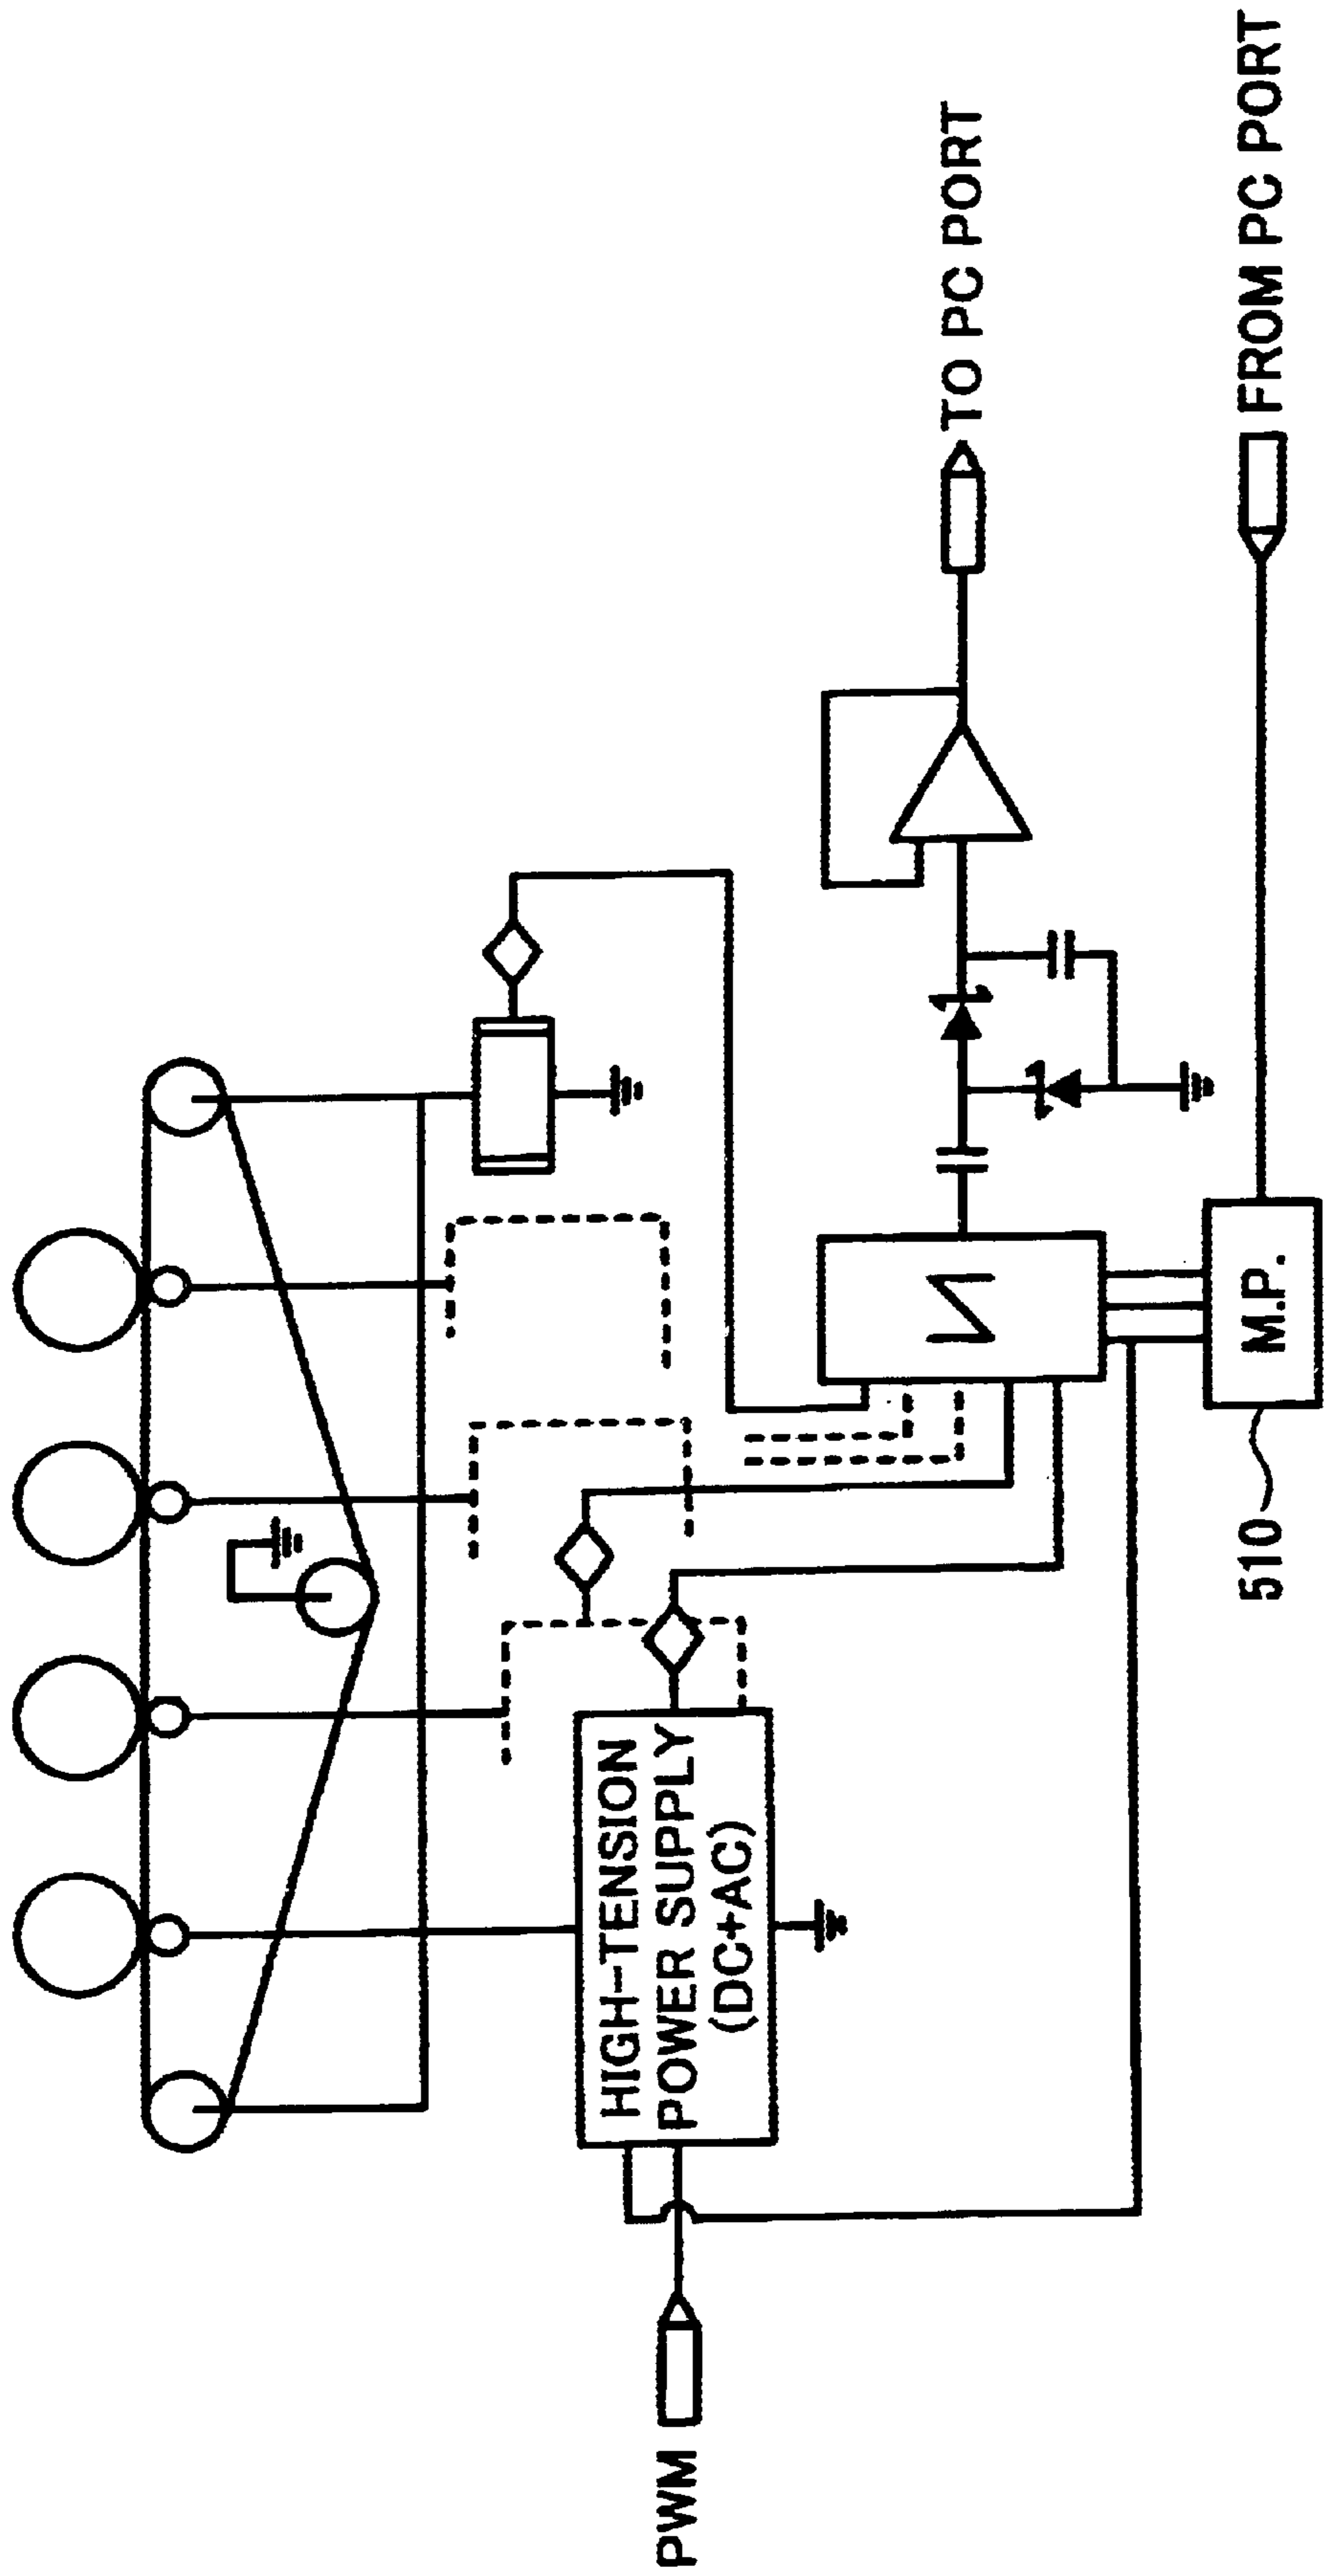 HIGH-TENSION
POWER SUPPLY
(DC+AC)
PWM
TO PC PORT
FROM PC PORT
M.P.
510